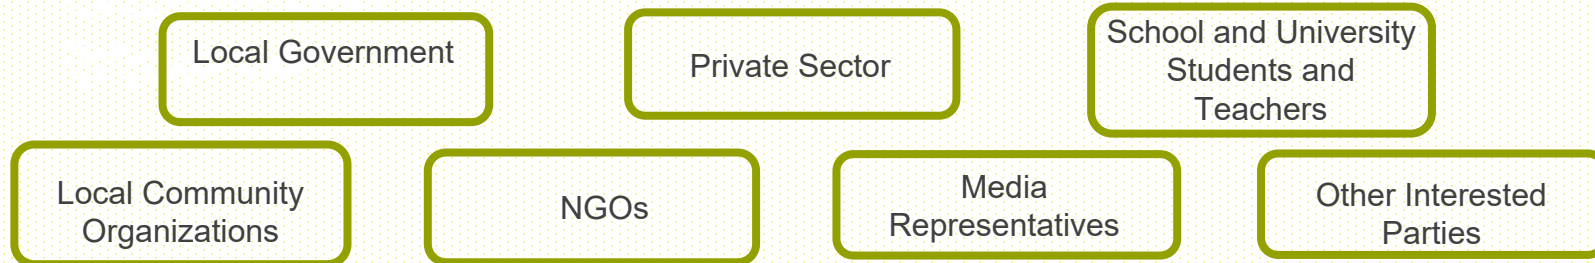 Local Government
Private Sector
School and University
Students and
Teachers
Local Community
Organizations
NGOs
Media
Representatives
Other Interested
Parties